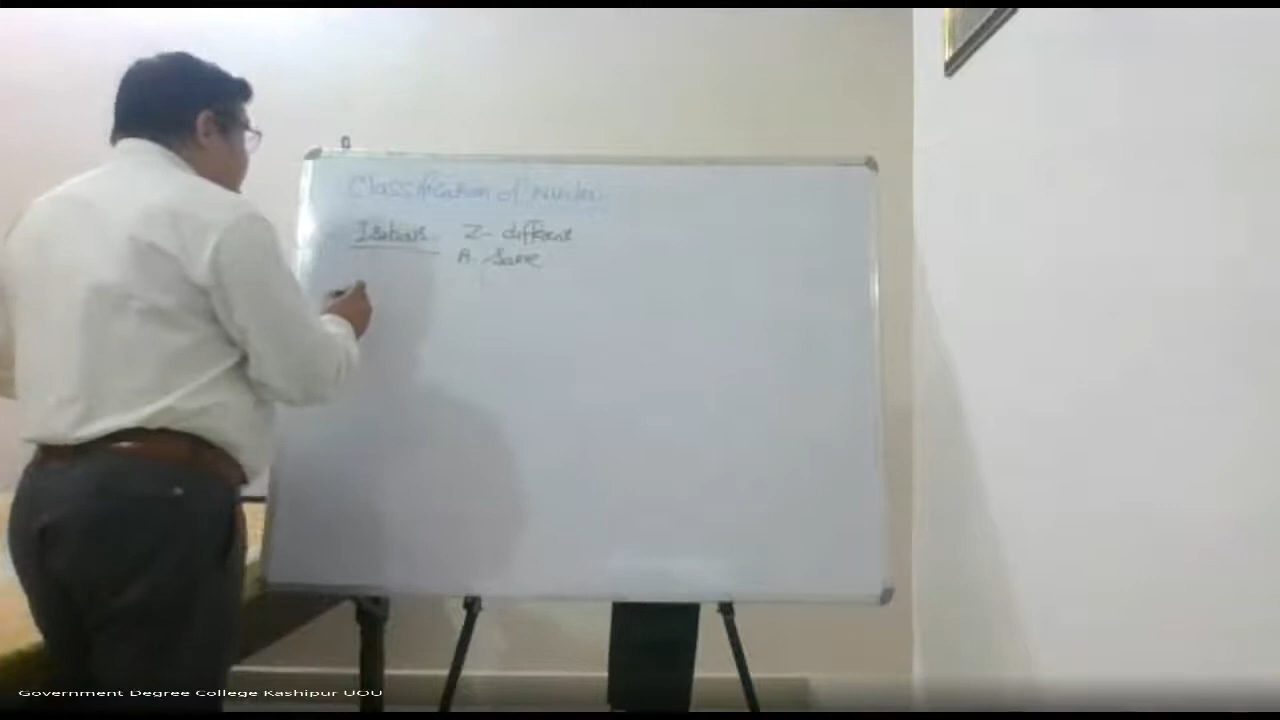 Classification of Nuclei
Isobars Z- different
A- Same
Government Degree College Kashipur UOU